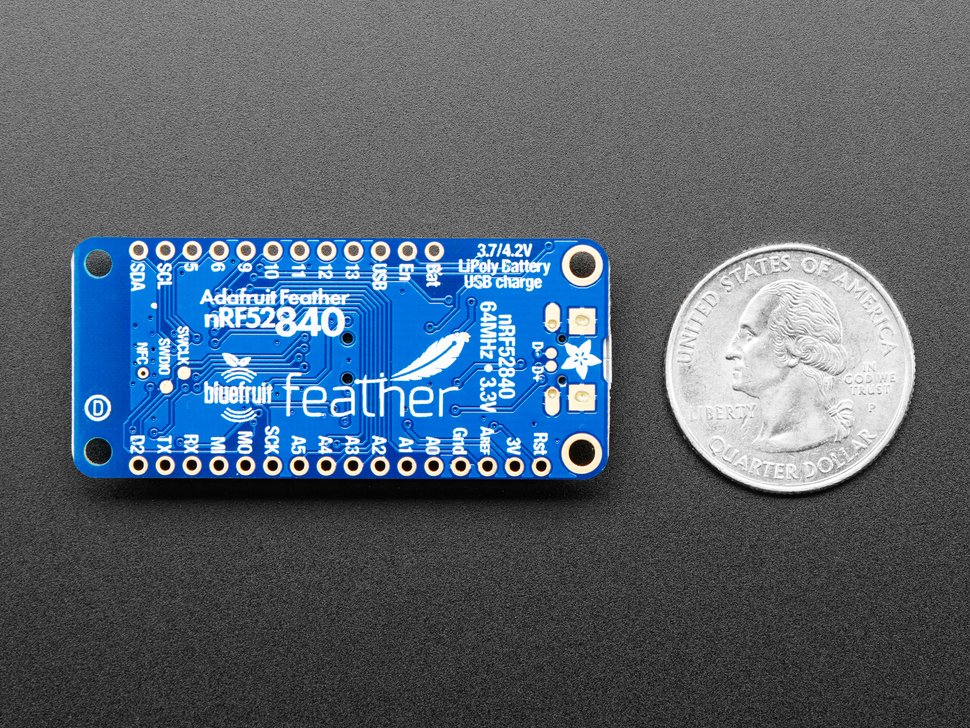 SDA
SCL
5
6
9
10
11
12
13
USB
En
Bat
3.7/4.2V
LiPoly Battery
USB charge
Adafruit Feather
nRF52840
nRF52840
64MHz • 3.3V
SWCLK
SWDIO
NFC
D-
D+
bluefruit
feather
D
D2
TX
RX
MI
MO
SCK
A5
A4
A3
A2
A1
A0
Gnd
AREF
3V
Rst
UNITED STATES OF AMERICA
IN
GOD WE
TRUST
P
LIBERTY
QUARTER DOLLAR